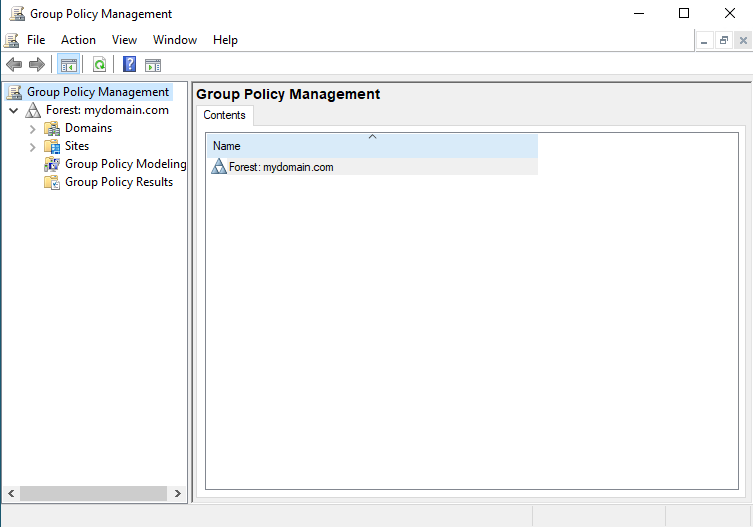 Group Policy Management
File Action View Window Help
Group Policy Management
Forest: mydomain.com
Domains
Sites
Group Policy Modeling
Group Policy Results
Group Policy Management
Contents
Name
Forest: mydomain.com